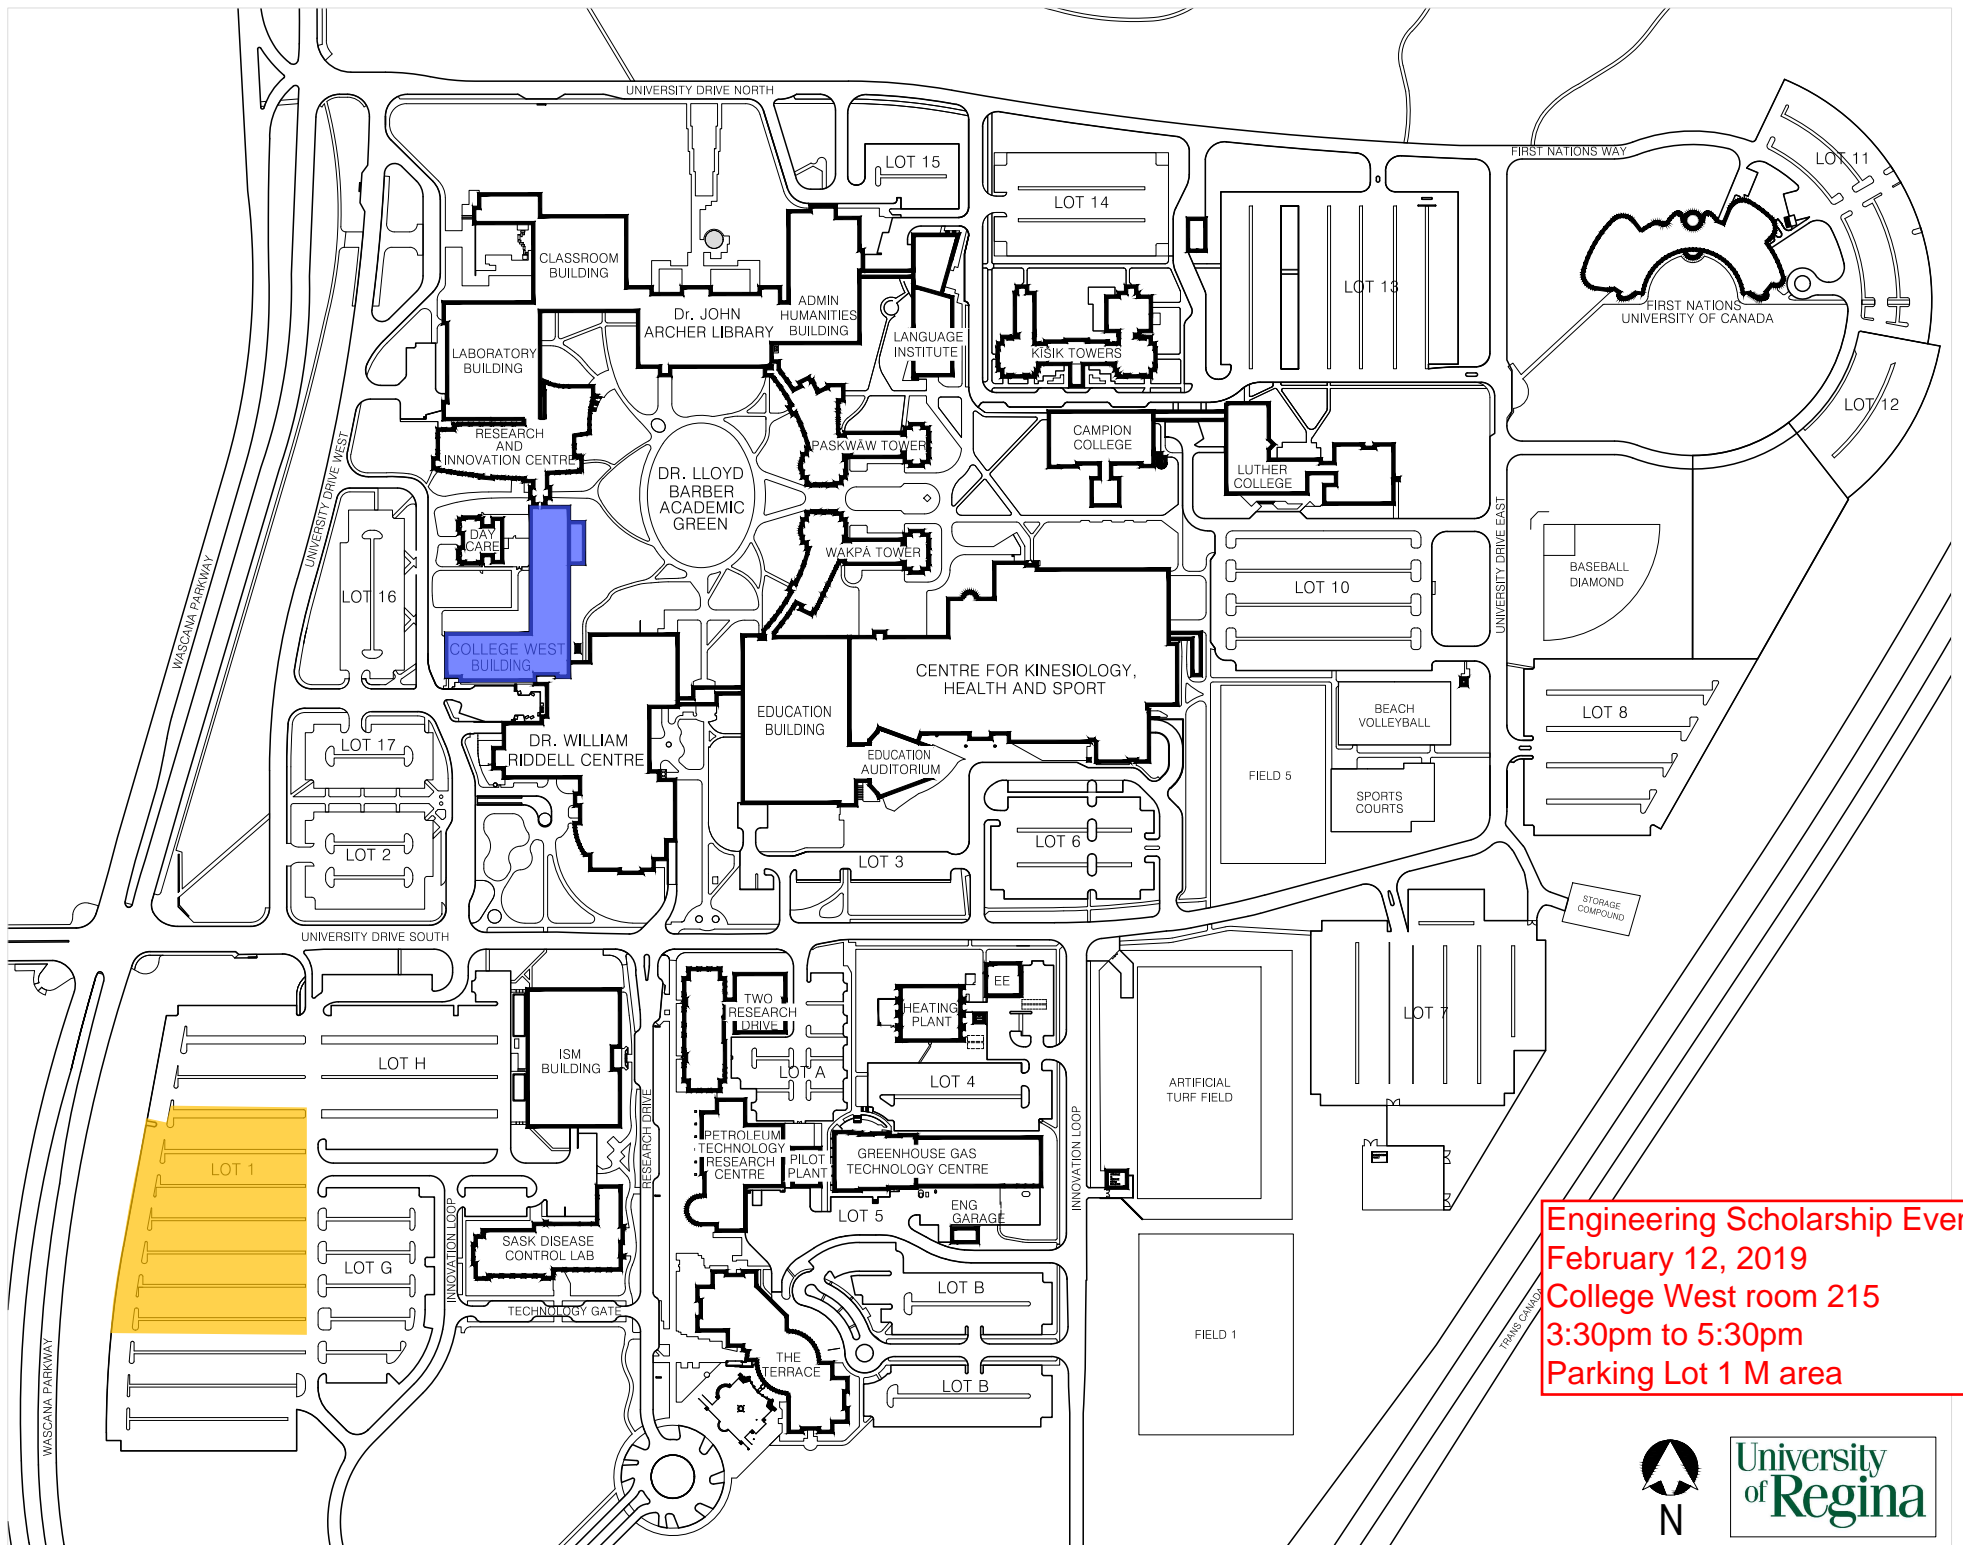 UNIVERSITY DRIVE NORTH
FIRST NATIONS WAY
LOT 11
LOT 15
LOT 14
CLASSROOM
BUILDING
LOT 13
ADMIN
HUMANITIES
BUILDING
Dr. JOHN
ARCHER LIBRARY
FIRST NATIONS
UNIVERSITY OF CANADA
LANGUAGE
INSTITUTE
KĪSIK TOWERS
LABORATORY
BUILDING
LOT 12
RESEARCH
AND
INNOVATION CENTRE
PASKWĀW TOWER
CAMPION
COLLEGE
LUTHER
COLLEGE
DR. LLOYD
BARBER
ACADEMIC
GREEN
UNIVERSITY DRIVE WEST
UNIVERSITY DRIVE EAST
DAY
CARE
WAKPĀ TOWER
BASEBALL
DIAMOND
LOT 16
LOT 10
WASCANA PARKWAY
COLLEGE WEST
BUILDING
CENTRE FOR KINESIOLOGY,
HEALTH AND SPORT
EDUCATION
BUILDING
BEACH
VOLLEYBALL
LOT 8
LOT 17
DR. WILLIAM
RIDDELL CENTRE
EDUCATION
AUDITORIUM
FIELD 5
SPORTS
COURTS
LOT 2
LOT 3
LOT 6
STORAGE
COMPOUND
UNIVERSITY DRIVE SOUTH
TWO
RESEARCH
DRIVE
EE
HEATING
PLANT
LOT 7
LOT H
ISM
BUILDING
LOT A
LOT 4
ARTIFICIAL
TURF FIELD
RESEARCH DRIVE
INNOVATION LOOP
PETROLEUM
TECHNOLOGY
RESEARCH
CENTRE
PILOT
PLANT
GREENHOUSE GAS
TECHNOLOGY CENTRE
LOT 1
LOT 5
ENG
GARAGE
INNOVATION LOOP
SASK DISEASE
CONTROL LAB
LOT G
LOT B
TECHNOLOGY GATE
FIELD 1
TRANS CANADA
WASCANA PARKWAY
THE
TERRACE
LOT B
Engineering Scholarship Even
February 12, 2019
College West room 215
3:30pm to 5:30pm
Parking Lot 1 M area
N
University
of Regina